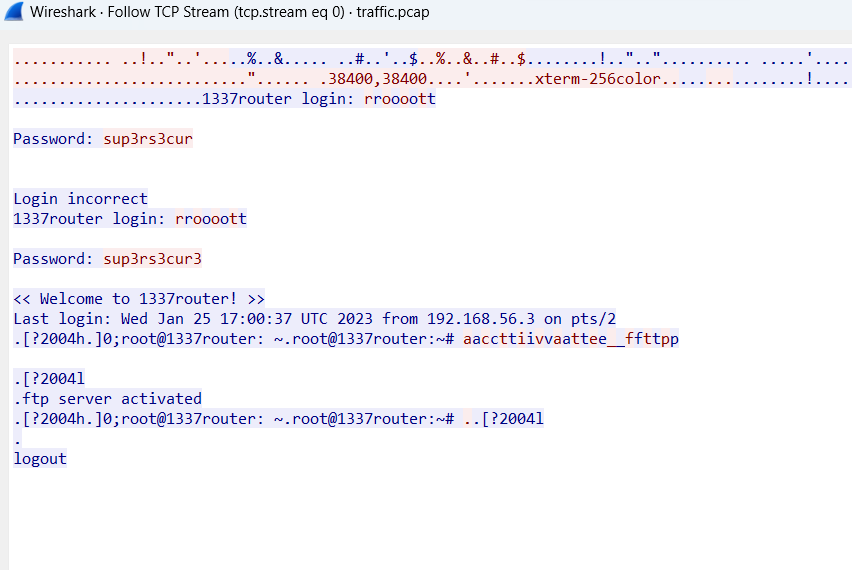 Wireshark · Follow TCP Stream (tcp.stream eq 0) · traffic.pcap
........... ..!.."..'.....%..&..... ..#..'..$..%..&..#..$........!.."..".......... .....'....
.........................."...... .38400,38400....'.......xterm-256color..............!....
.....................1337router login: rroooott
Password: sup3rs3cur
Login incorrect
1337router login: rroooott
Password: sup3rs3cur3
<< Welcome to 1337router! >>
Last login: Wed Jan 25 17:00:37 UTC 2023 from 192.168.56.3 on pts/2
.[?2004h.]0;root@1337router: ~.root@1337router:~# aaccttiivvaattee__ffttpp
.[?2004l
.ftp server activated
.[?2004h.]0;root@1337router: ~.root@1337router:~# ..[?2004l
.
logout